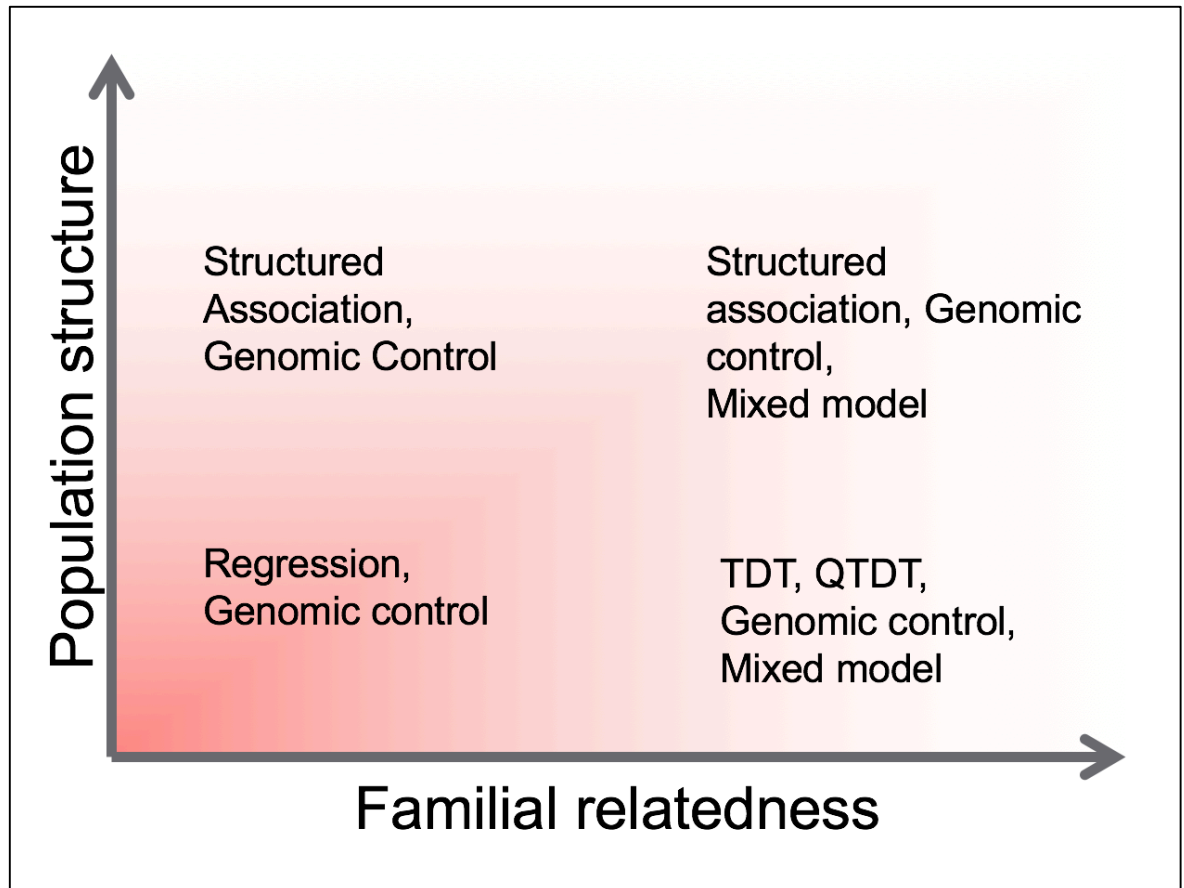 Population structure
Structured
Association,
Genomic Control
Structured
association, Genomic
control,
Mixed model
Regression,
Genomic control
TDT, QTDT,
Genomic control,
Mixed model
Familial relatedness